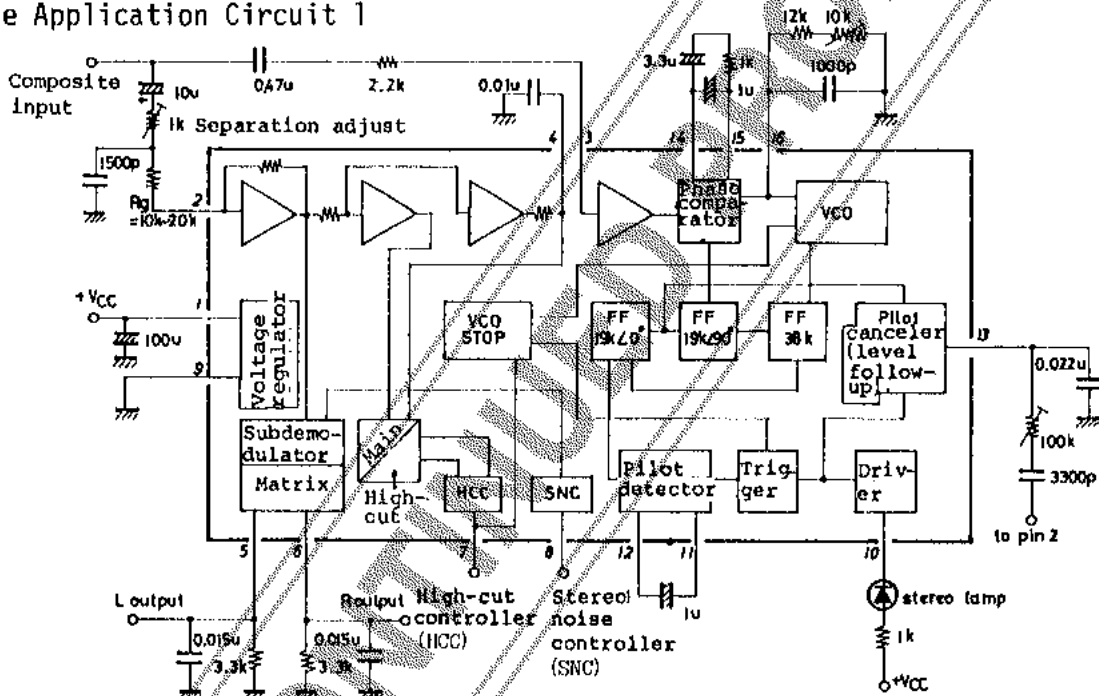 e Application Circuit 1
Composite
input
10u
0.47u
2.2k
0.01u
3.3u
1k
1u
12k
10k
1000p
1k Separation adjust
1500p
Rg
=10k~20k
2
4
3
14
15
16
Phase
compa-
rator
VCO
+VCC
1
100u
9
Voltage
regulator
VCO
STOP
FF
19k∠0°
FF
19k∠90°
FF
38k
Pilot
canceler
(level
follow-
up)
13
0.022u
100k
3300p
to pin 2
Subdemo-
dulator
Matrix
Main
High-
cut
HCC
SNC
Pilot
detector
Trig
ger
Driv-
er
5
6
7
8
12
11
10
L output
0.015u
3.3k
R output
0.015u
3.3k
High-cut
controller
(HCC)
Stereo
noise
controller
(SNC)
1u
stereo lamp
1k
+VCC